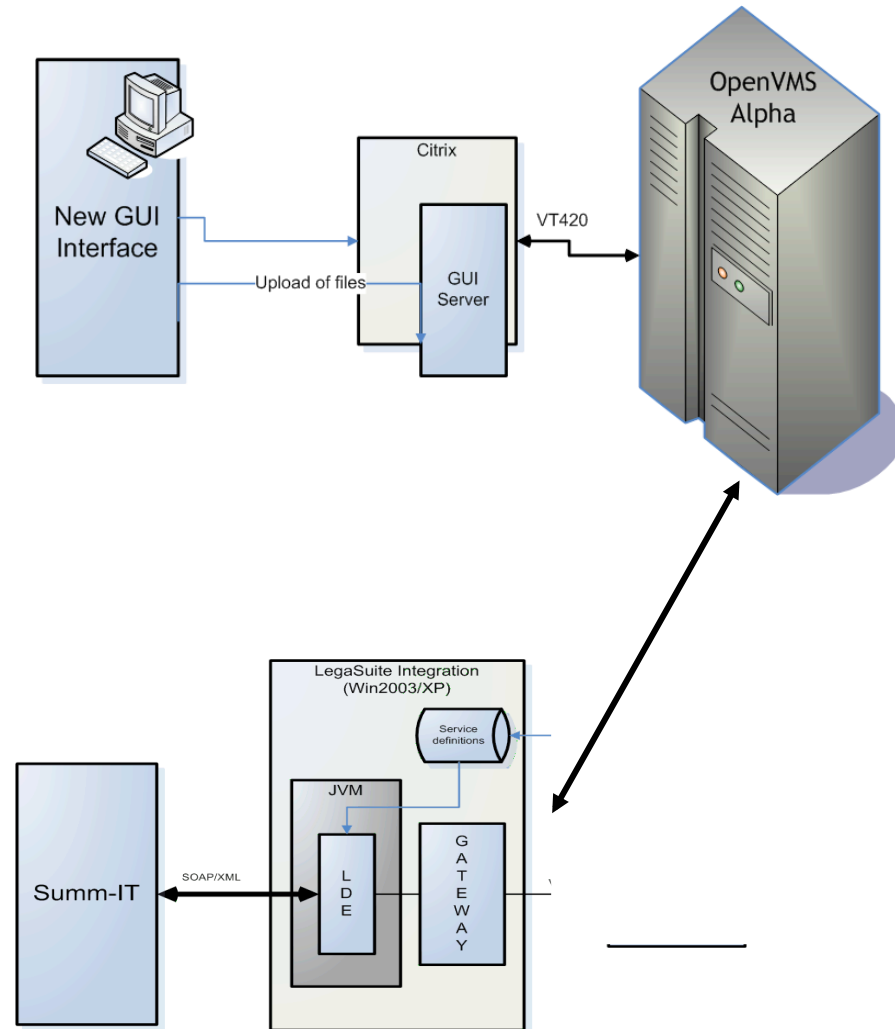 OpenVMS
Alpha
Citrix
New GUI
Interface
VT420
Upload of files
GUI
Server
LegaSuite Integration
(Win2003/XP)
Service
definitions
JVM
G
A
T
E
W
A
Y
L
D
E
SOAP/XML
Summ-IT